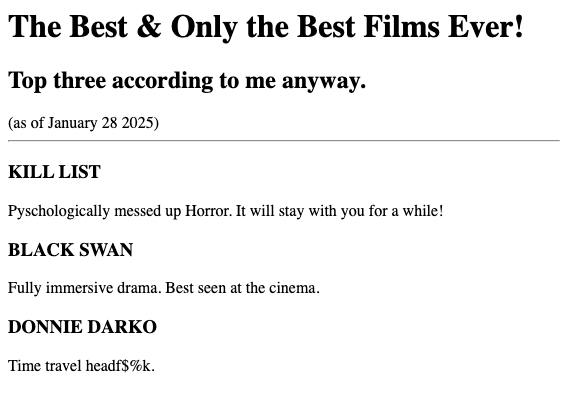 The Best & Only the Best Films Ever!
Top three according to me anyway.
(as of January 28 2025)
KILL LIST
Pyschologically messed up Horror. It will stay with you for a while!
BLACK SWAN
Fully immersive drama. Best seen at the cinema.
DONNIE DARKO
Time travel headf$%k.